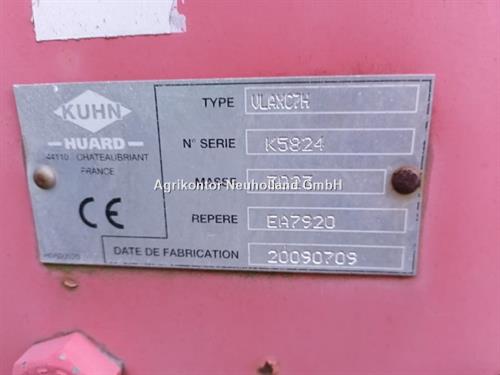 KUHN
HUARD
44110 . CHATEAUBRIANT
FRANCE
CE
TYPE VLAXC7H
N° SERIE K5824
MASSE
Agrikontor Neuholland GmbH
REPERE EA7920
DATE DE FABRICATION 20090709